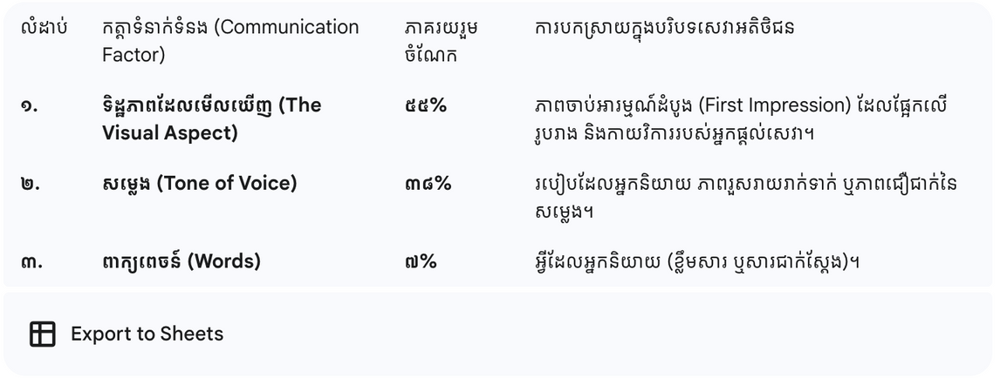 លំដាប់ កត្តាទំនាក់ទំនង (Communication Factor) ភាគរយរួមចំណែក ការបកស្រាយក្នុងបរិបទសេវាអតិថិជន
១. ទិដ្ឋភាពដែលមើលឃើញ (The Visual Aspect) ៥៥% ភាពចាប់អារម្មណ៍ដំបូង (First Impression) ដែលផ្អែកលើរូបរាង និងកាយវិការរបស់អ្នកផ្តល់សេវា។
២. សម្លេង (Tone of Voice) ៣៨% របៀបដែលអ្នកនិយាយ ភាពរួសរាយរាក់ទាក់ ឬភាពជឿជាក់នៃសម្លេង។
៣. ពាក្យពេចន៍ (Words) ៧% អ្វីដែលអ្នកនិយាយ (ខ្លឹមសារ ឬសារជាក់ស្តែង)។
Export to Sheets